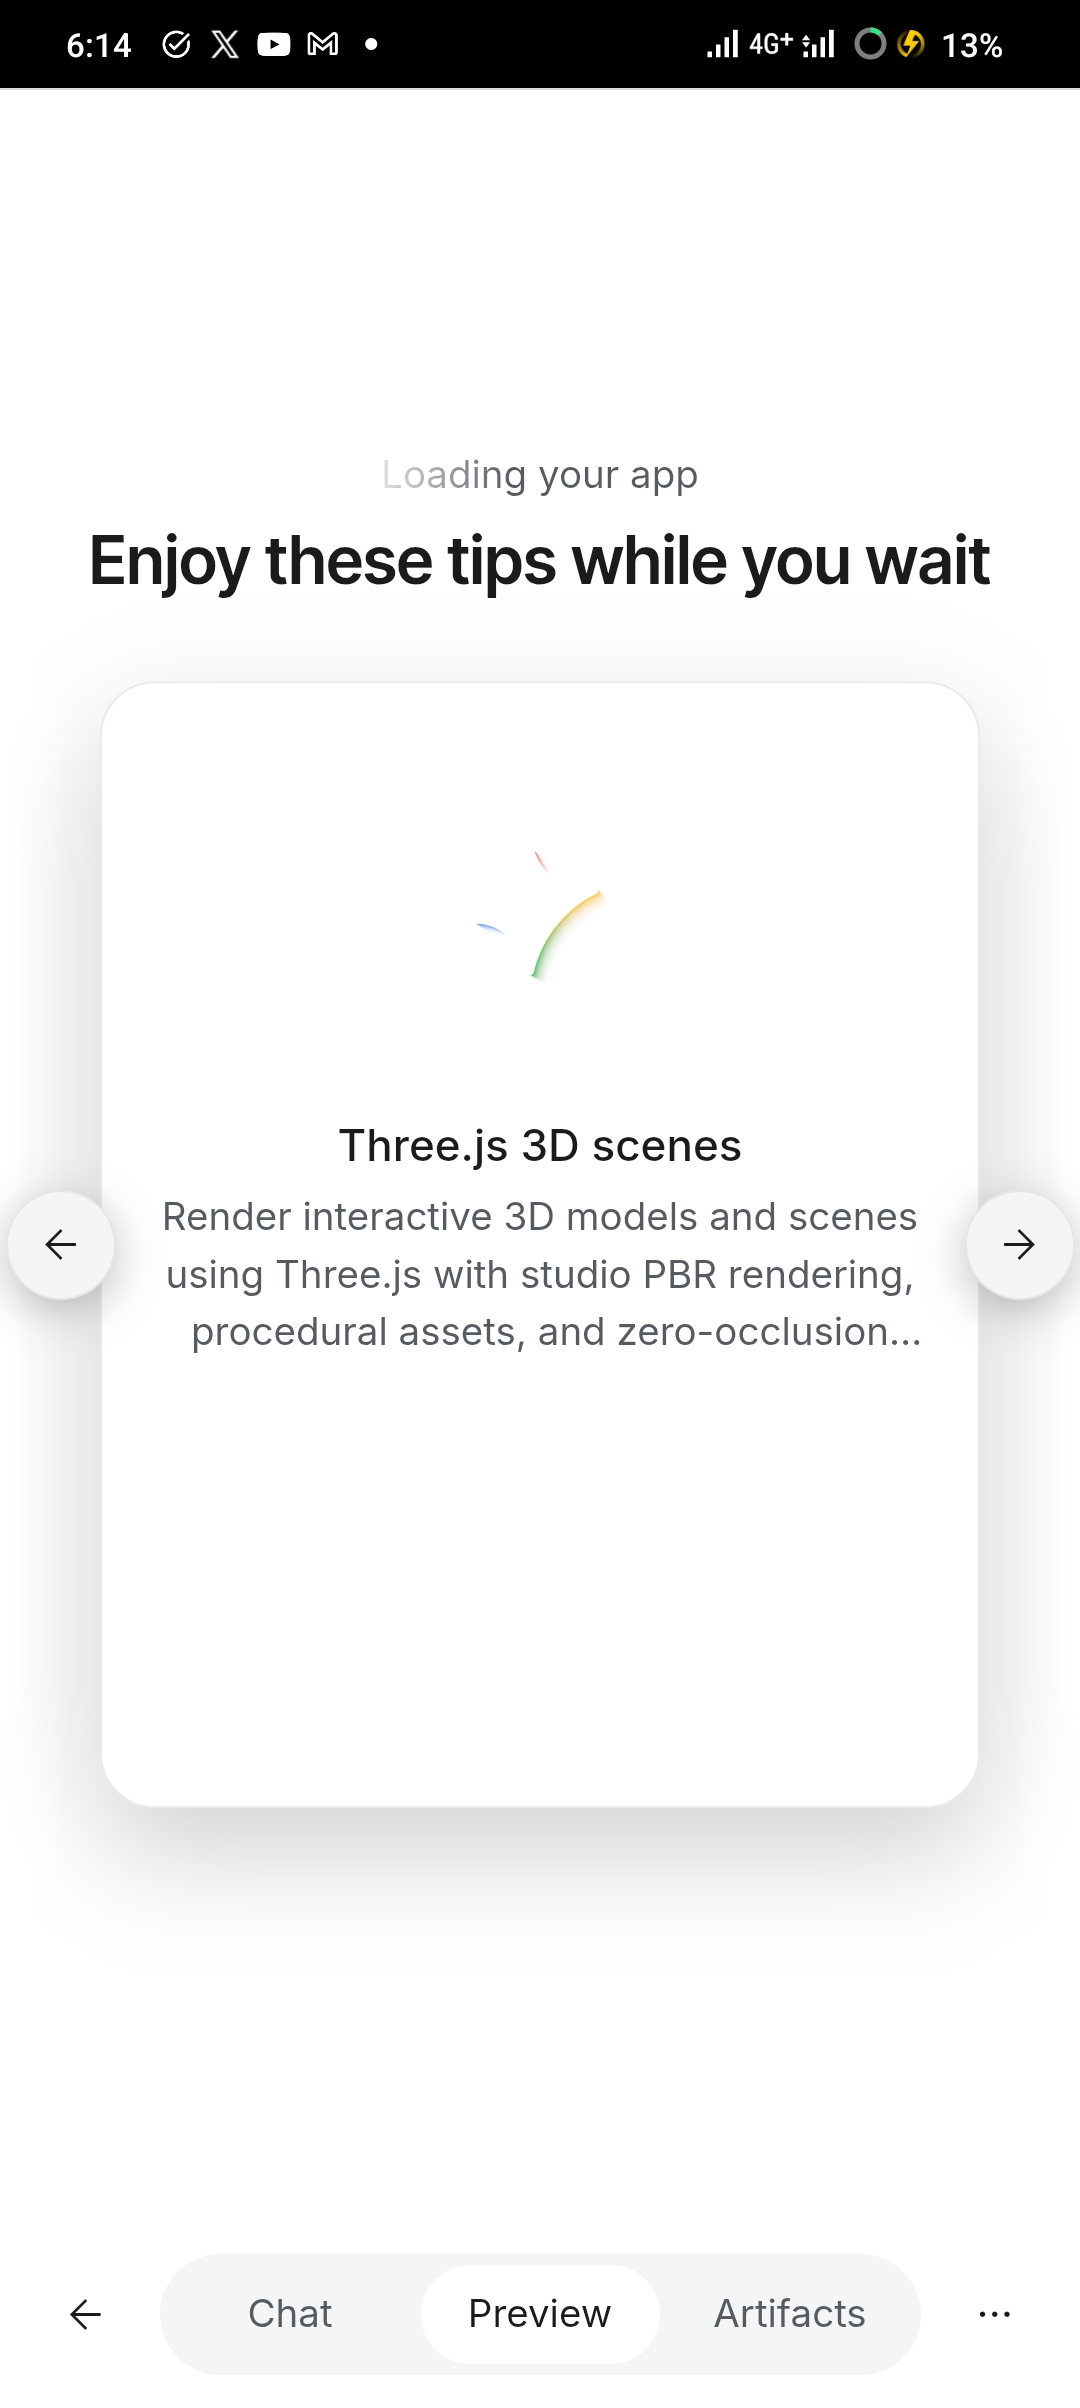 6:14
4G+
13%
Loading your app
Enjoy these tips while you wait
Three.js 3D scenes
Render interactive 3D models and scenes
using Three.js with studio PBR rendering,
procedural assets, and zero-occlusion...
Chat
Preview
Artifacts